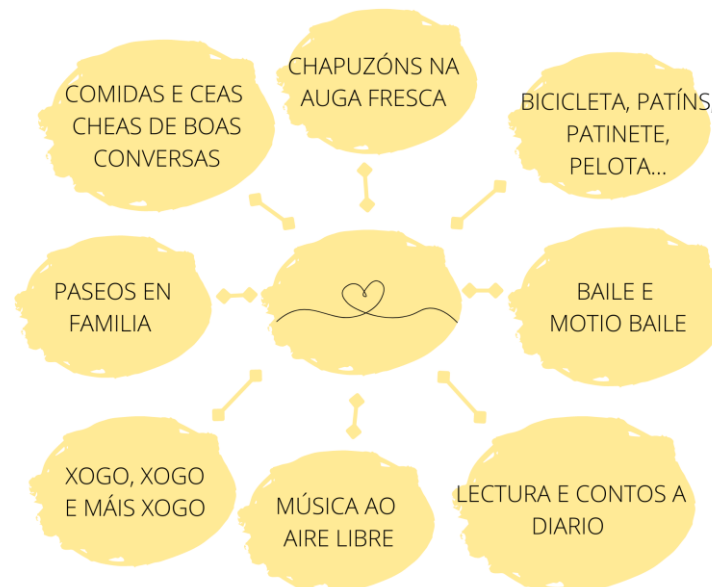 COMIDAS E CEAS
CHEAS DE BOAS
CONVERSAS
CHAPUZÓNS NA
AUGA FRESCA
BICICLETA, PATÍNS,
PATINETE,
PELOTA...
PASEOS EN
FAMILIA
BAILE E
MOTIO BAILE
XOGO, XOGO
E MÁIS XOGO
MÚSICA AO
AIRE LIBRE
LECTURA E CONTOS A
DIARIO